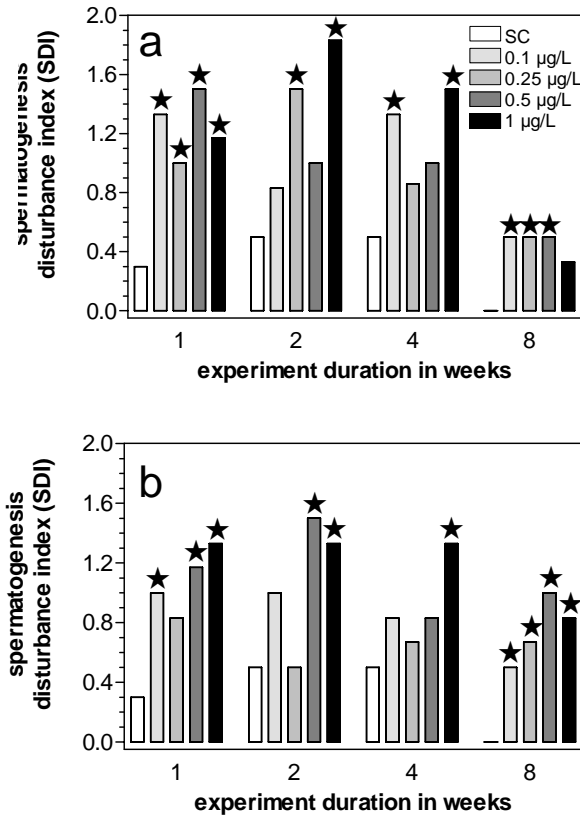 a
SC
0.1 µg/L
0.25 µg/L
0.5 µg/L
1 µg/L
spermatogenesis
disturbance index (SDI)
2.0
1.6
1.2
0.8
0.4
0.0
1 2 4 8
experiment duration in weeks
b
spermatogenesis
disturbance index (SDI)
2.0
1.6
1.2
0.8
0.4
0.0
1 2 4 8
experiment duration in weeks